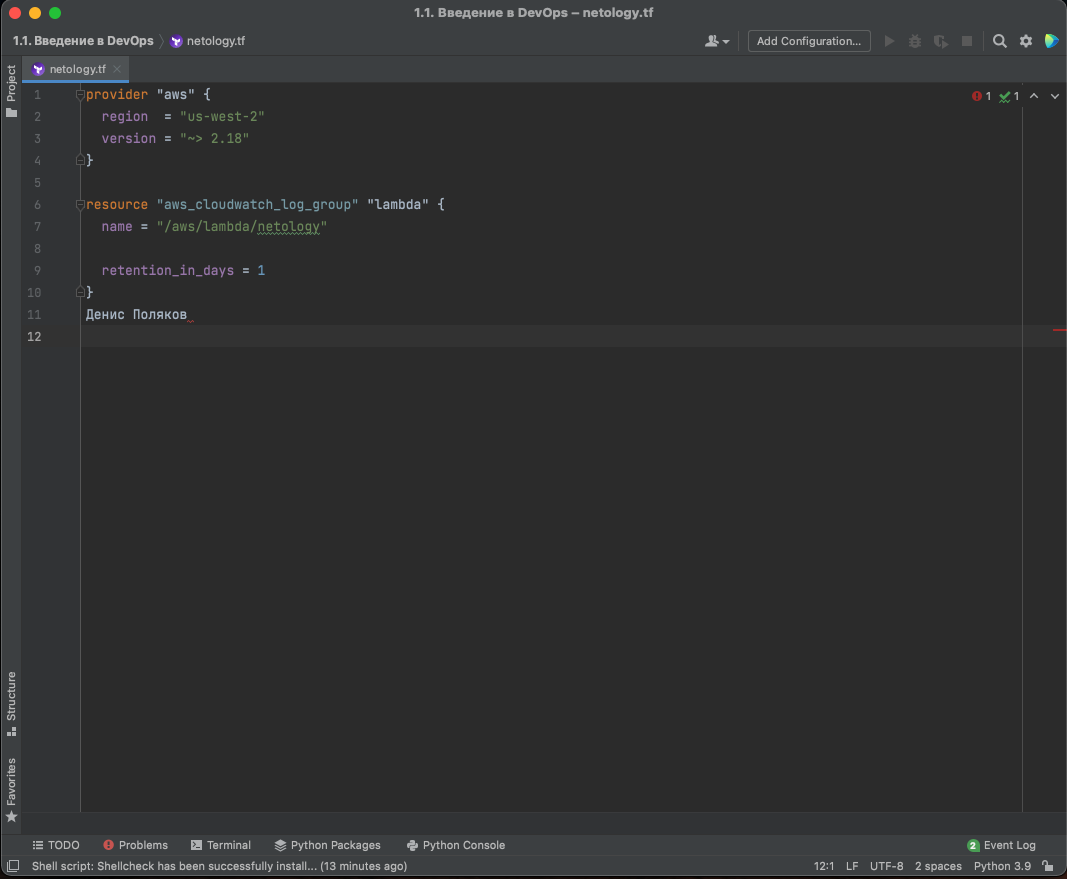 1.1. Введение в DevOps – netology.tf
1.1. Введение в DevOps netology.tf Add Configuration...
Project
netology.tf
1 provider "aws" {
2 region = "us-west-2"
3 version = "~> 2.18"
4 }
5
6 resource "aws_cloudwatch_log_group" "lambda" {
7 name = "/aws/lambda/netology"
8
9 retention_in_days = 1
10 }
11 Денис Поляков
12
1 1
Structure
Favorites
TODO Problems Terminal Python Packages Python Console 2 Event Log
Shell script: Shellcheck has been successfully install... (13 minutes ago) 12:1 LF UTF-8 2 spaces Python 3.9